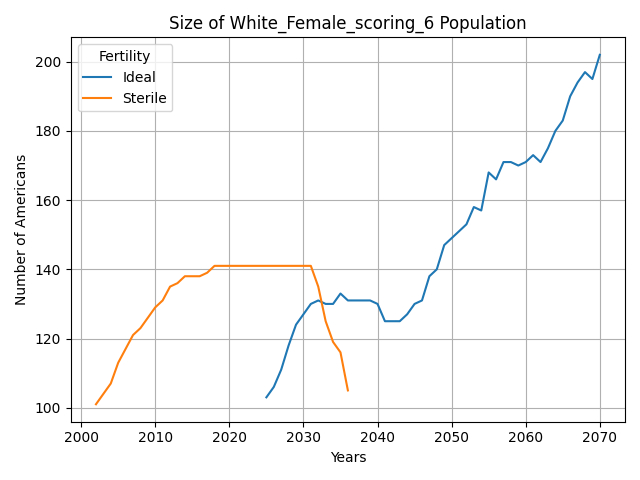 Size of White_Female_scoring_6 Population
Fertility
Ideal
Sterile
Number of Americans
200
180
160
140
120
100
2000 2010 2020 2030 2040 2050 2060 2070
Years